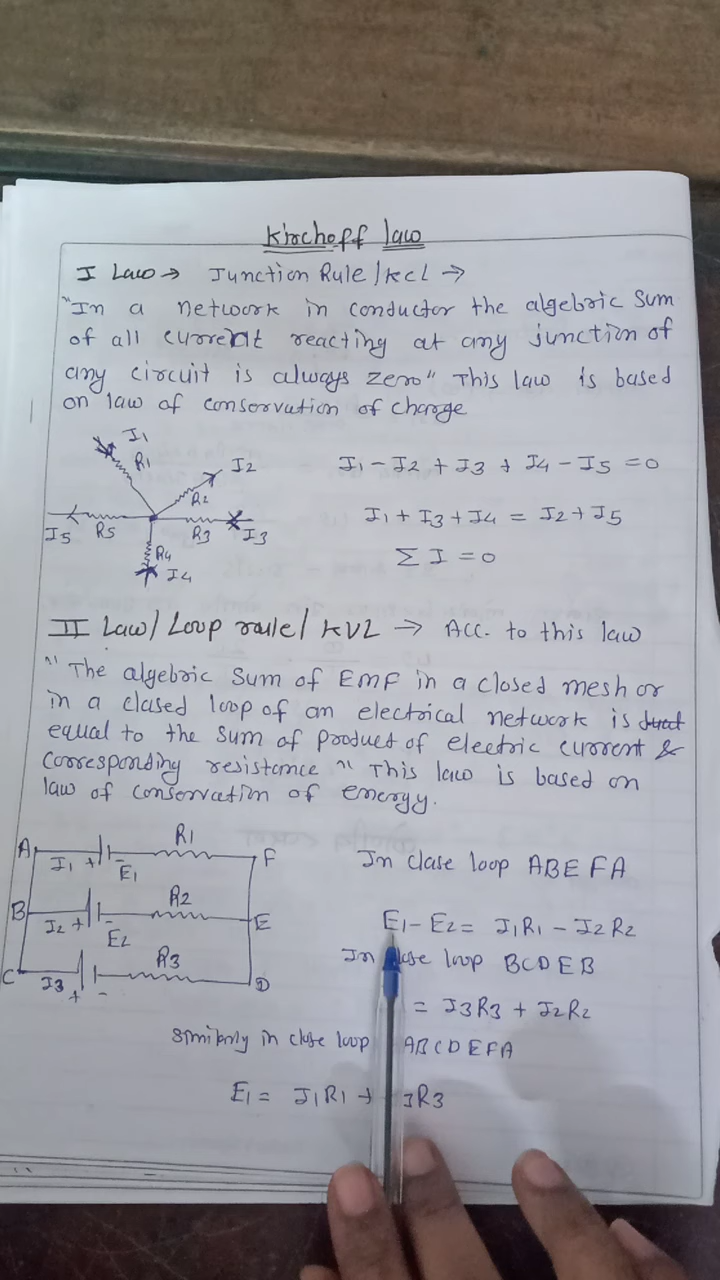 Kirchoff law
I Law → Junction Rule/KCL →
"In a network in conductor the algebric Sum
of all current reacting at any junction of
any circuit is always zero" This law is based
on law of conservation of charge
I1
R1
I2
R2
I5
R5
R3
I3
R4
I4
I1 - I2 + I3 + I4 - I5 = 0
I1 + I3 + I4 = I2 + I5
Σ I = 0
II Law/ Loop rule/ KVL → Acc. to this law
"The algebric Sum of EMF in a closed mesh or
in a clased loop of an electrical network is
equal to the sum of product of electric current &
corresponding resistance" This law is based on
law of conservation of energy.
A
I1 +
-
E1
R1
F
B
I2 +
-
E2
R2
E
C
I3
+
-
R3
D
In clase loop ABEFA
E1 - E2 = I1R1 - I2R2
In loop BCDEB
= I3R3 + I2R2
Similarly in close loop ABCDEFA
E1 = I1R1 + 3R3